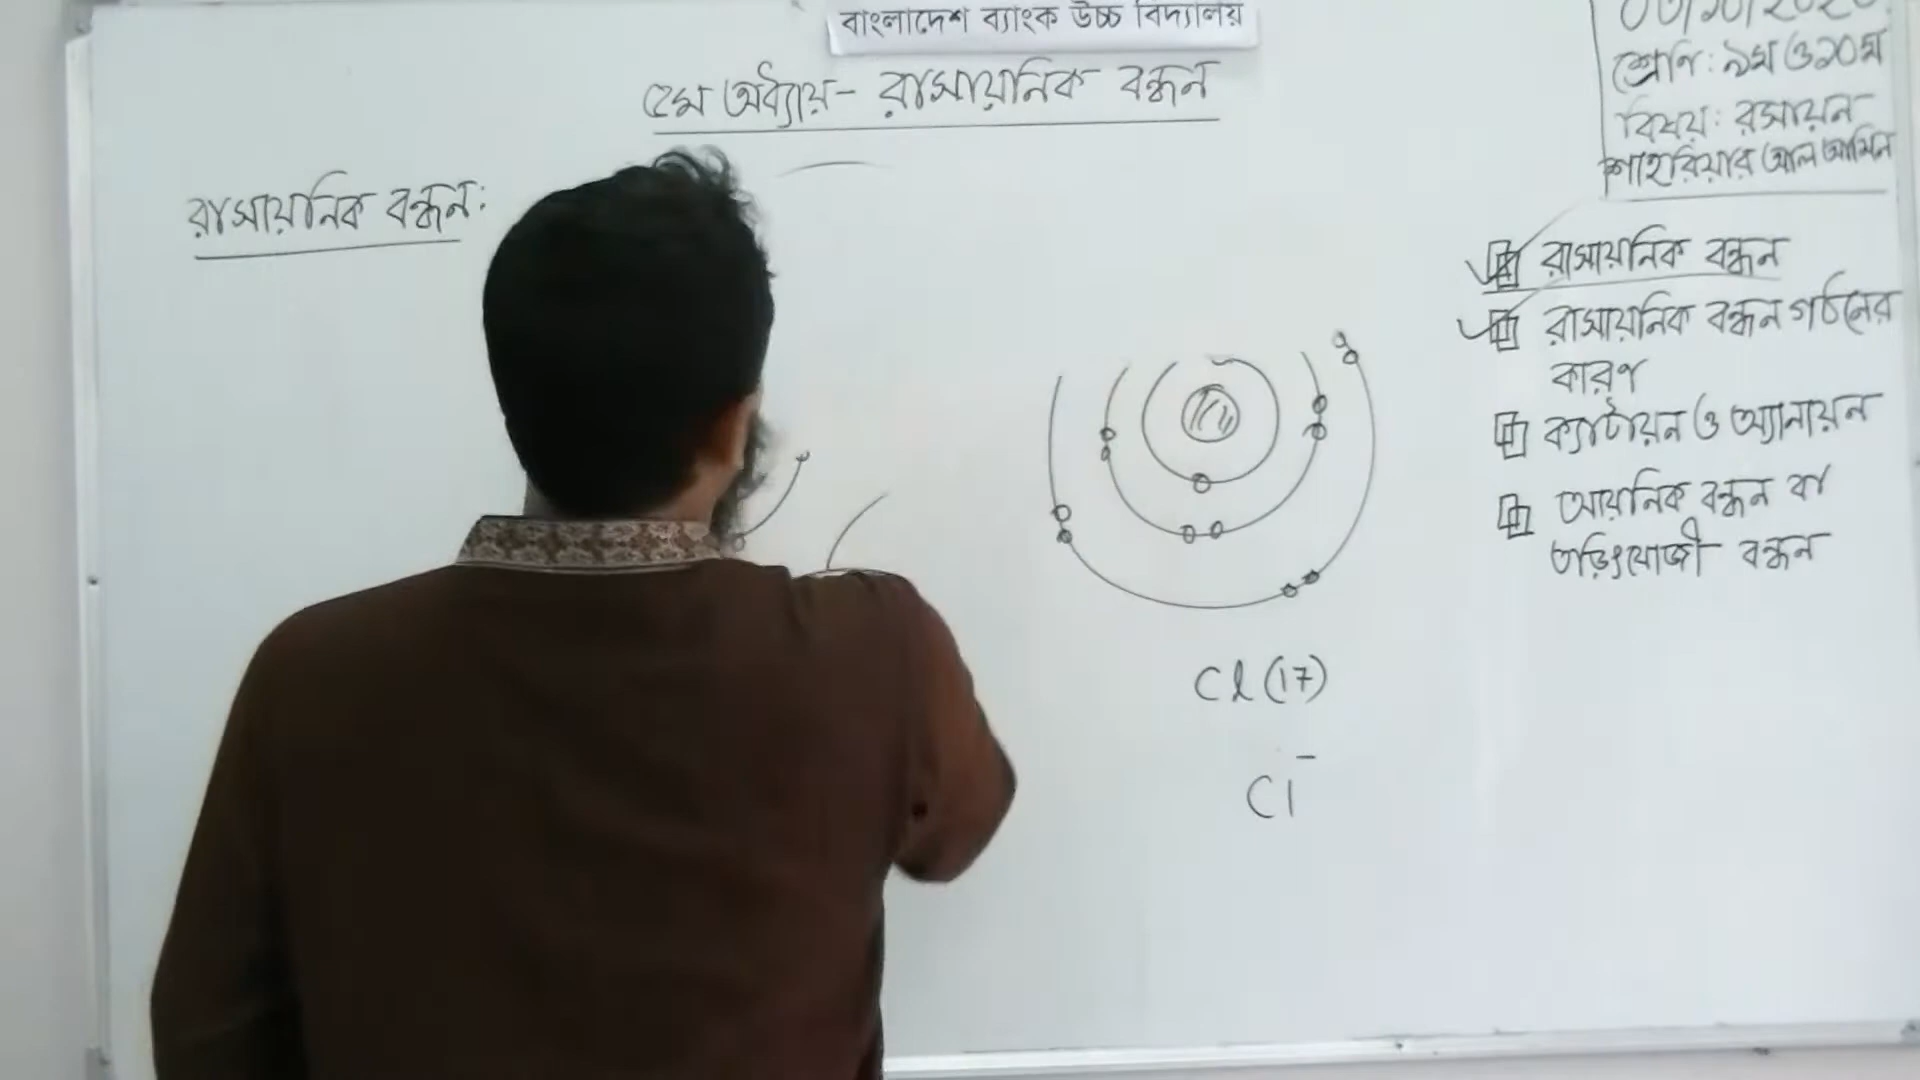 বাংলাদেশ ব্যাংক উচ্চ বিদ্যালয়
৫ম অধ্যায় - রাসায়নিক বন্ধন
শ্রেণি: ৯ম ও ১০ম
বিষয়: রসায়ন
শাহরিয়ার আল আমিন
রাসায়নিক বন্ধন:
রাসায়নিক বন্ধন
রাসায়নিক বন্ধন গঠনের
কারণ
ক্যাটায়ন ও অ্যানায়ন
আয়নিক বন্ধন বা
তড়িৎযোজী বন্ধন
Cl (17)
Cl⁻